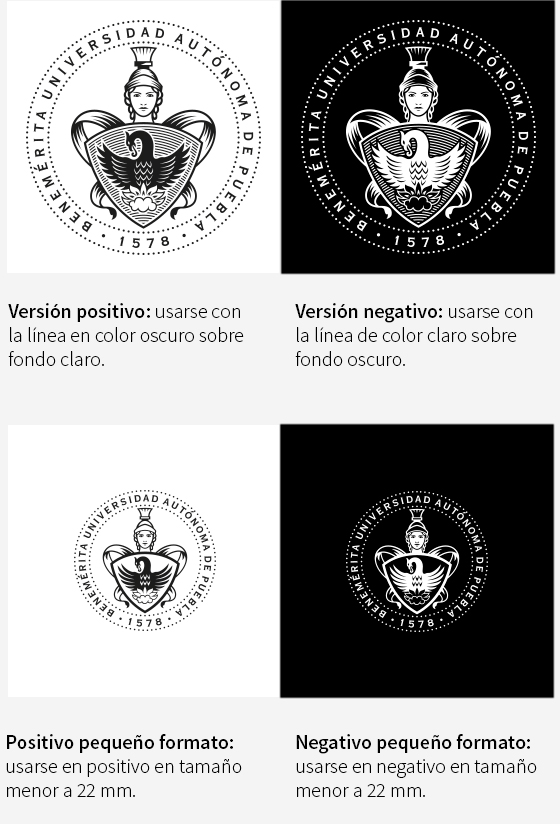 BENEMÉRITA UNIVERSIDAD AUTÓNOMA DE PUEBLA
• 1578 •
BENEMÉRITA UNIVERSIDAD AUTÓNOMA DE PUEBLA
• 1578 •
Versión positivo: usarse con
la línea en color oscuro sobre
fondo claro.
Versión negativo: usarse con
la línea de color claro sobre
fondo oscuro.
BENEMÉRITA UNIVERSIDAD AUTÓNOMA DE PUEBLA
• 1578 •
BENEMÉRITA UNIVERSIDAD AUTÓNOMA DE PUEBLA
• 1578 •
Positivo pequeño formato:
usarse en positivo en tamaño
menor a 22 mm.
Negativo pequeño formato:
usarse en negativo en tamaño
menor a 22 mm.